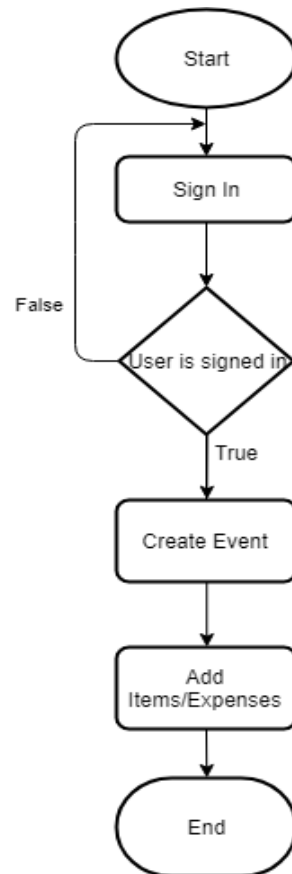 Start
Sign In
False
User is signed in
True
Create Event
Add
Items/Expenses
End